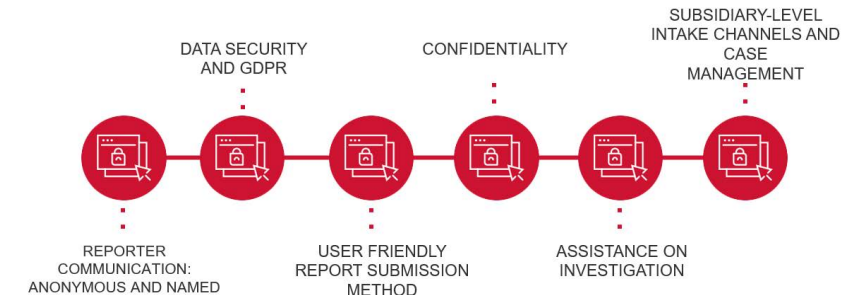 SUBSIDIARY-LEVEL
INTAKE CHANNELS AND
CASE
MANAGEMENT
DATA SECURITY
AND GDPR
CONFIDENTIALITY
REPORTER
COMMUNICATION:
ANONYMOUS AND NAMED
USER FRIENDLY
REPORT SUBMISSION
METHOD
ASSISTANCE ON
INVESTIGATION